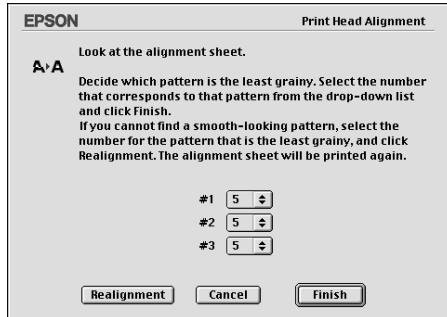 EPSON Print Head Alignment
Look at the alignment sheet.
A▸A
Decide which pattern is the least grainy. Select the number
that corresponds to that pattern from the drop-down list
and click Finish.
If you cannot find a smooth-looking pattern, select the
number for the pattern that is the least grainy, and click
Realignment. The alignment sheet will be printed again.
#1 5
#2 5
#3 5
Realignment Cancel Finish